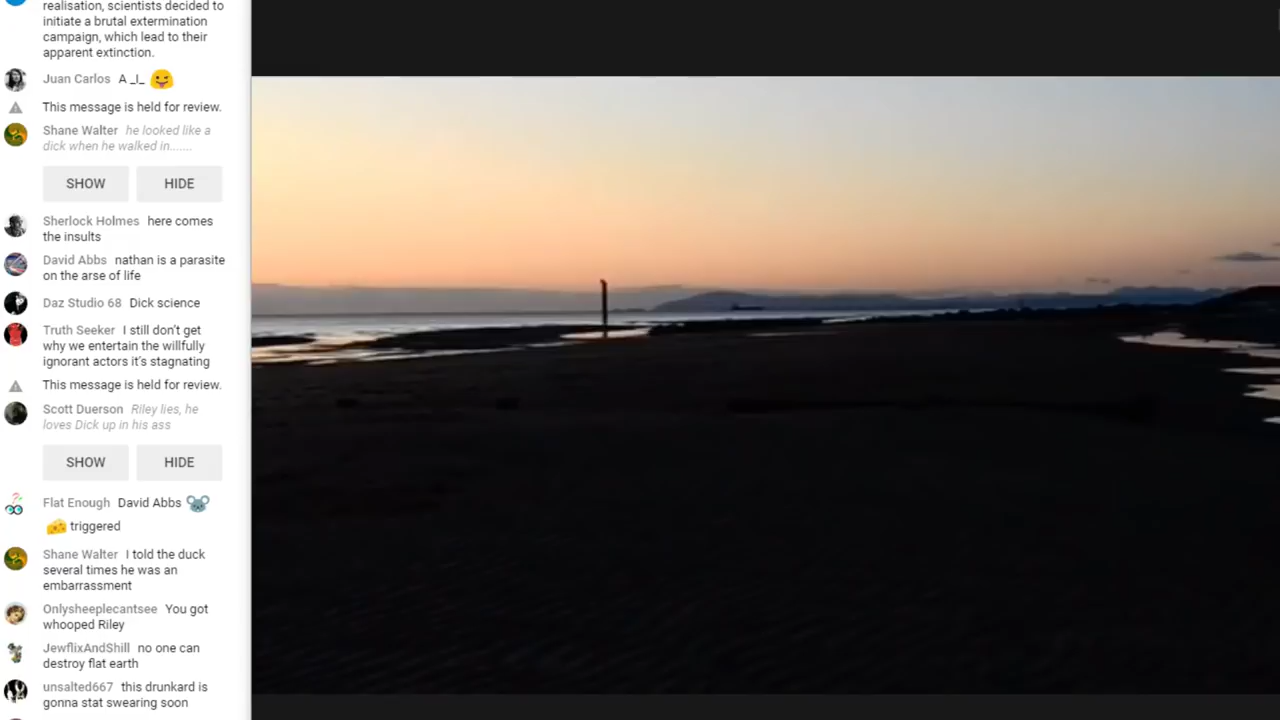 realisation, scientists decided to
initiate a brutal extermination
campaign, which lead to their
apparent extinction.
Juan Carlos A _I_
This message is held for review.
Shane Walter he looked like a
dick when he walked in.......
SHOW HIDE
Sherlock Holmes here comes
the insults
David Abbs nathan is a parasite
on the arse of life
Daz Studio 68 Dick science
Truth Seeker I still don't get
why we entertain the willfully
ignorant actors it's stagnating
This message is held for review.
Scott Duerson Riley lies, he
loves Dick up in his ass
SHOW HIDE
Flat Enough David Abbs
triggered
Shane Walter I told the duck
several times he was an
embarrassment
Onlysheeplecantsee You got
whooped Riley
JewflixAndShill no one can
destroy flat earth
unsalted667 this drunkard is
gonna stat swearing soon